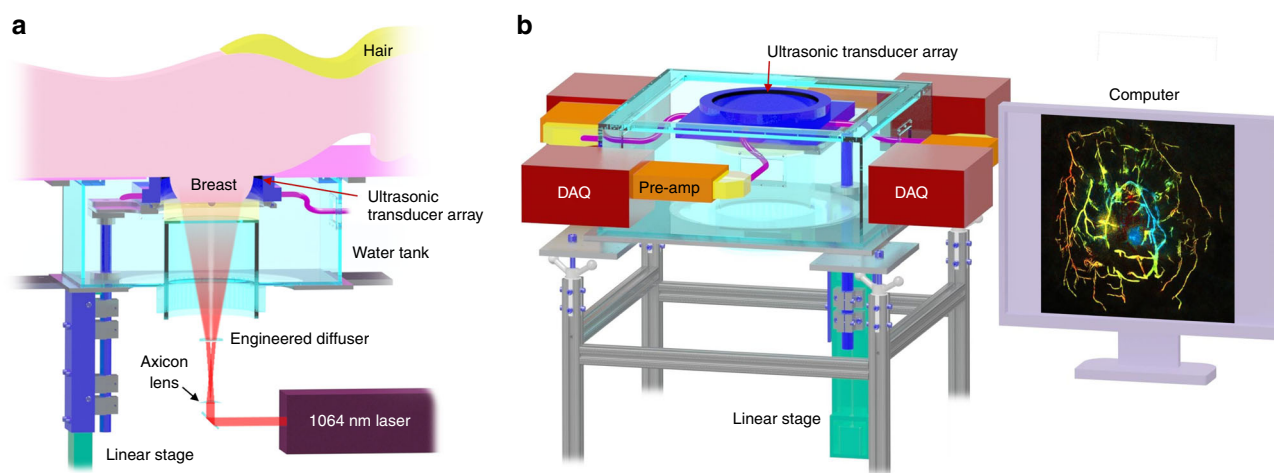 a
Hair
Breast
Ultrasonic
transducer array
Water tank
Engineered diffuser
Axicon
lens
1064 nm laser
Linear stage
b
Ultrasonic transducer array
Computer
DAQ
Pre-amp
DAQ
Linear stage